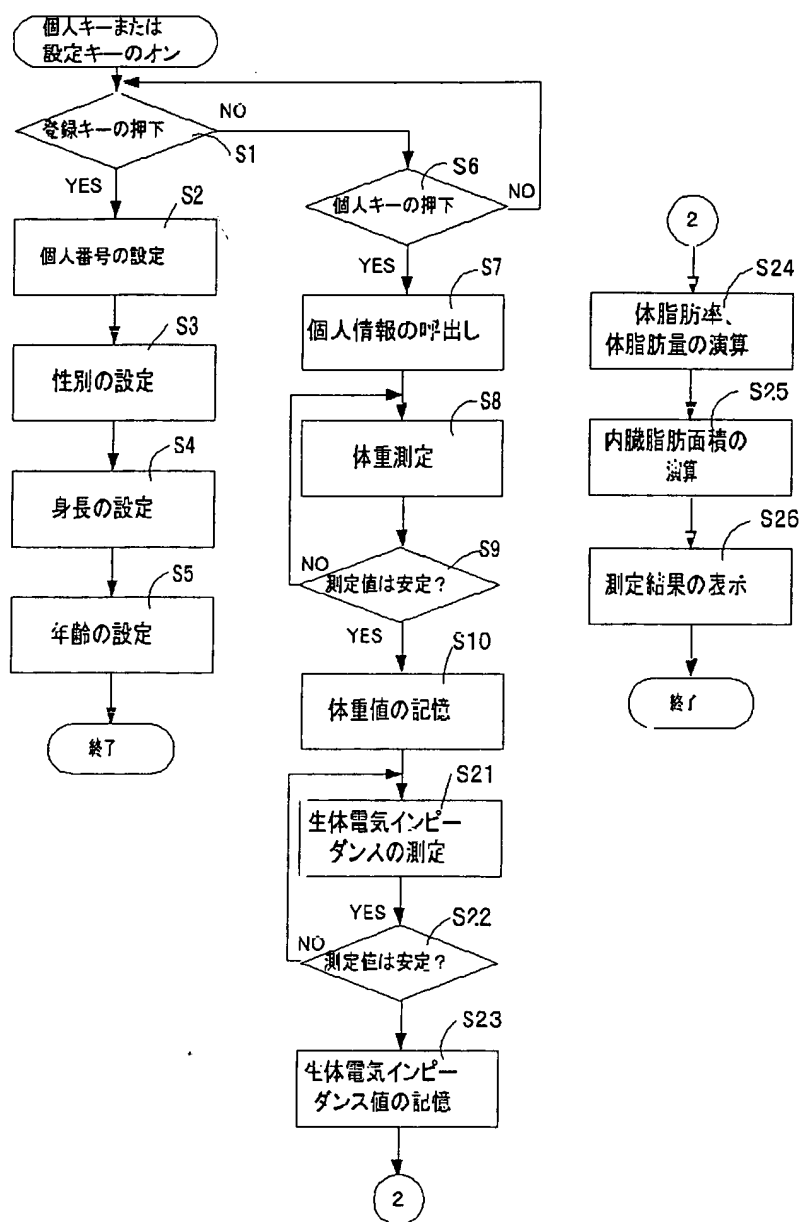 個人キーまたは
設定キーのオン
登録キーの押下
NO
S1
YES
S2
個人番号の設定
S3
性別の設定
S4
身長の設定
S5
年齢の設定
終了
S6
個人キーの押下
NO
YES
S7
個人情報の呼出し
S8
体重測定
S9
NO
測定値は安定？
YES
S10
体重値の記憶
S21
生体電気インピー
ダンスの測定
YES
S22
NO
測定値は安定？
S23
生体電気インピー
ダンス値の記憶
2
2
S24
体脂肪率、
体脂肪量の演算
S25
内臓脂肪面積の
演算
S26
測定結果の表示
終了